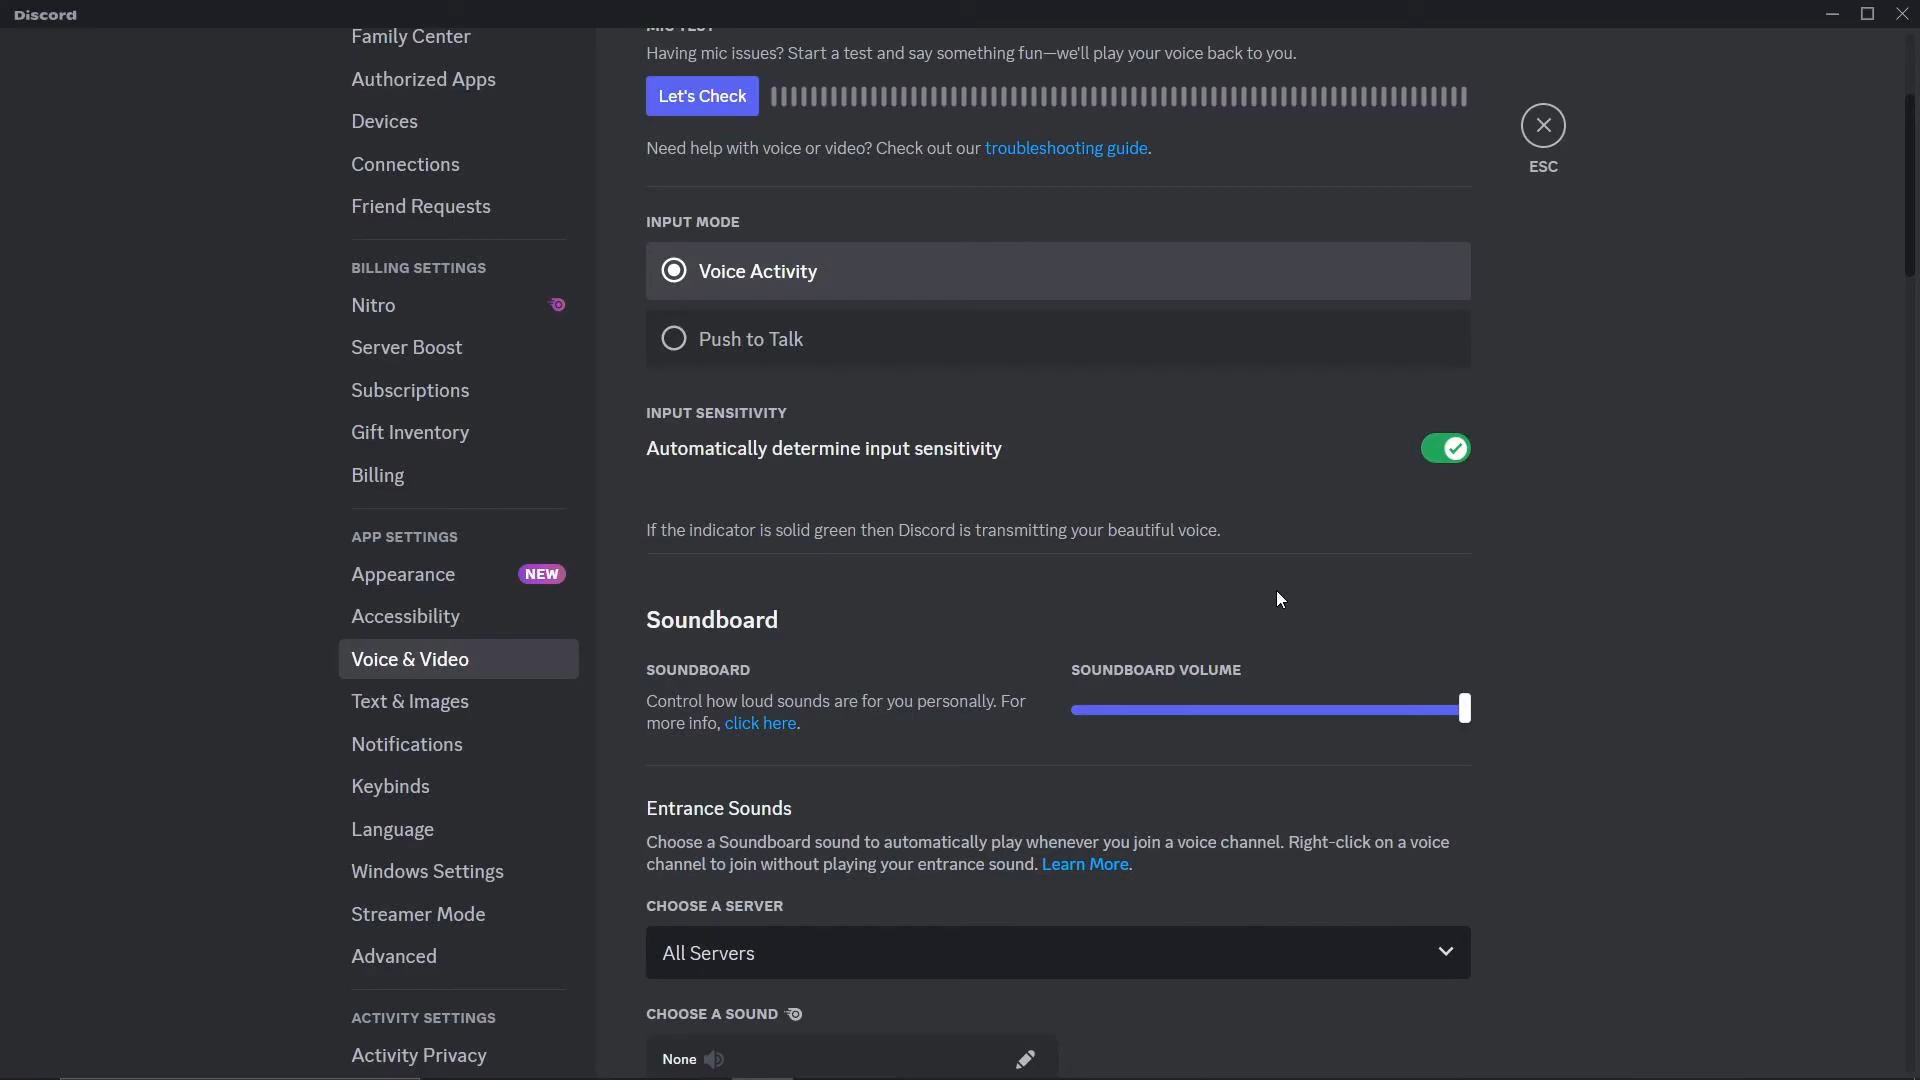 Discord
Family Center
Authorized Apps
Devices
Connections
Friend Requests
BILLING SETTINGS
Nitro
Server Boost
Subscriptions
Gift Inventory
Billing
APP SETTINGS
Appearance NEW
Accessibility
Voice & Video
Text & Images
Notifications
Keybinds
Language
Windows Settings
Streamer Mode
Advanced
ACTIVITY SETTINGS
Activity Privacy
MIC TEST
Having mic issues? Start a test and say something fun—we'll play your voice back to you.
Let's Check
Need help with voice or video? Check out our troubleshooting guide.
INPUT MODE
Voice Activity
Push to Talk
INPUT SENSITIVITY
Automatically determine input sensitivity
If the indicator is solid green then Discord is transmitting your beautiful voice.
Soundboard
SOUNDBOARD
Control how loud sounds are for you personally. For
more info, click here.
SOUNDBOARD VOLUME
Entrance Sounds
Choose a Soundboard sound to automatically play whenever you join a voice channel. Right-click on a voice
channel to join without playing your entrance sound. Learn More.
CHOOSE A SERVER
All Servers
CHOOSE A SOUND
None
ESC